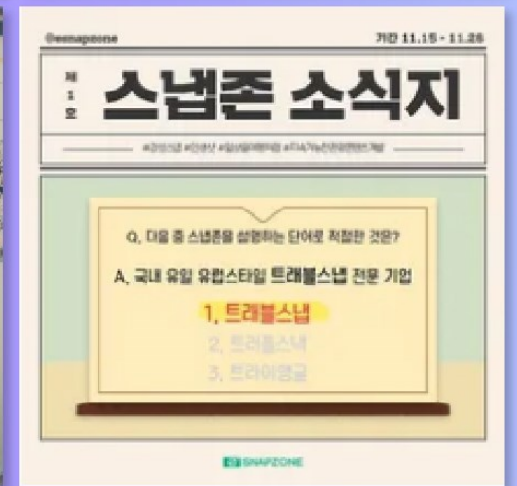 @esnapzone
기간 11.15 - 11.26
제
1
호
스냅존 소식지
Q. 다음 중 스냅존을 설명하는 단어로 적절한 것은?
A. 국내 유일 유럽스타일 트래블스냅 전문 기업
1. 트래블스냅
2. 트러블스낵
3. 트라이앵글
SNAPZONE